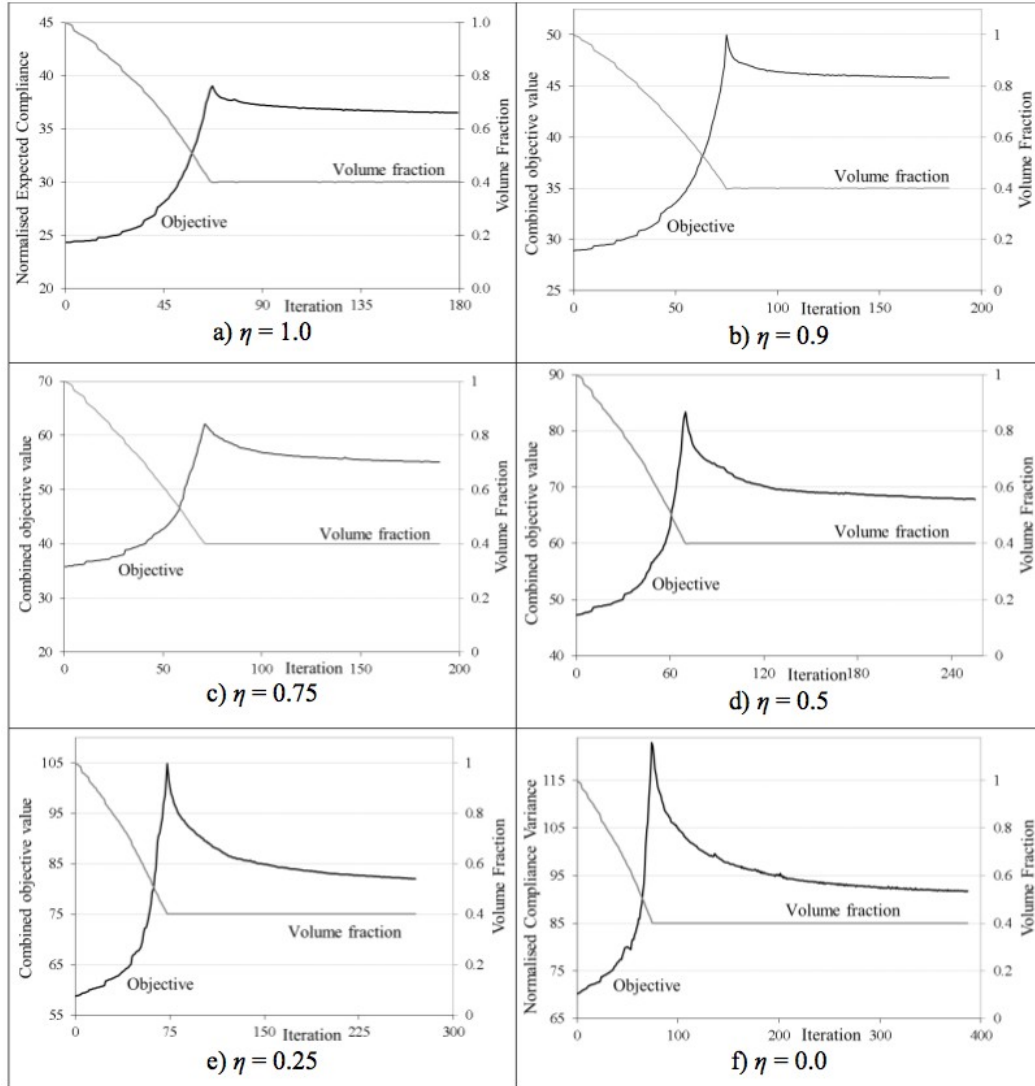 45
40
35
30
25
20
Normalised Expected Compliance
1.0
0.8
0.6
0.4
0.2
0.0
Volume Fraction
Volume fraction
Objective
0
45
90
Iteration
135
180
a) η = 1.0
50
45
40
35
30
25
Combined objective value
1
0.8
0.6
0.4
0.2
0
Volume Fraction
Volume fraction
Objective
0
50
100
Iteration
150
200
b) η = 0.9
70
60
50
40
30
20
Combined objective value
1
0.8
0.6
0.4
0.2
0
Volume Fraction
Volume fraction
Objective
0
50
100
Iteration
150
200
c) η = 0.75
90
80
70
60
50
40
Combined objective value
1
0.8
0.6
0.4
0.2
0
Volume Fraction
Volume fraction
Objective
0
60
120
Iteration
180
240
d) η = 0.5
105
95
85
75
65
55
Combined objective value
1
0.8
0.6
0.4
0.2
0
Volume Fraction
Volume fraction
Objective
0
75
150
Iteration
225
300
e) η = 0.25
115
105
95
85
75
65
Normalised Compliance Variance
1
0.8
0.6
0.4
0.2
0
Volume Fraction
Volume fraction
Objective
0
100
200
Iteration
300
400
f) η = 0.0